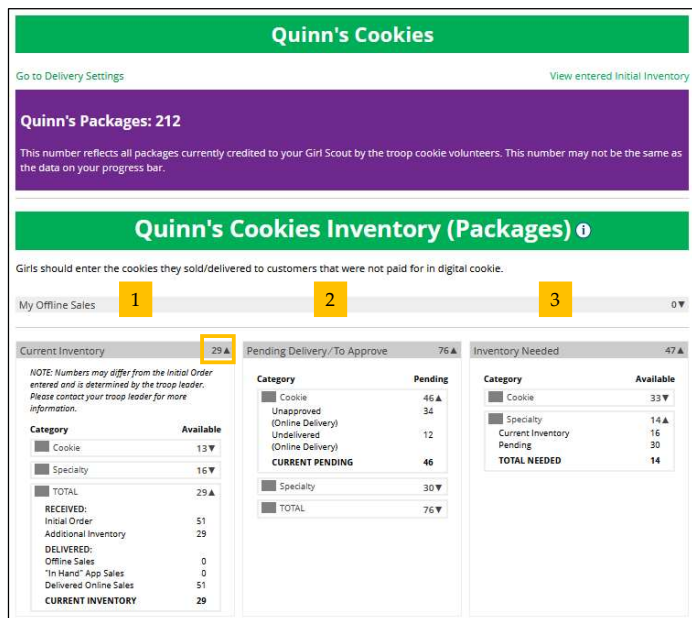 Quinn's Cookies
Go to Delivery Settings
View entered Initial Inventory
Quinn's Packages: 212
This number reflects all packages currently credited to your Girl Scout by the troop cookie volunteers. This number may not be the same as
the data on your progress bar.
Quinn's Cookies Inventory (Packages) i
Girls should enter the cookies they sold/delivered to customers that were not paid for in digital cookie.
1 2 3
My Offline Sales 0▼
Current Inventory 29▲
NOTE: Numbers may differ from the Initial Order
entered and is determined by the troop leader.
Please contact your troop leader for more
information.
Category Available
Cookie 13▼
Specialty 16▼
TOTAL 29▲
RECEIVED:
Initial Order 51
Additional Inventory 29
DELIVERED:
Offline Sales 0
"In Hand" App Sales 0
Delivered Online Sales 51
CURRENT INVENTORY 29
Pending Delivery/To Approve 76▲
Category Pending
Cookie 46▲
Unapproved 34
(Online Delivery)
Undelivered 12
(Online Delivery)
CURRENT PENDING 46
Specialty 30▼
TOTAL 76▼
Inventory Needed 47▲
Category Available
Cookie 33▼
Specialty 14▲
Current Inventory 16
Pending 30
TOTAL NEEDED 14